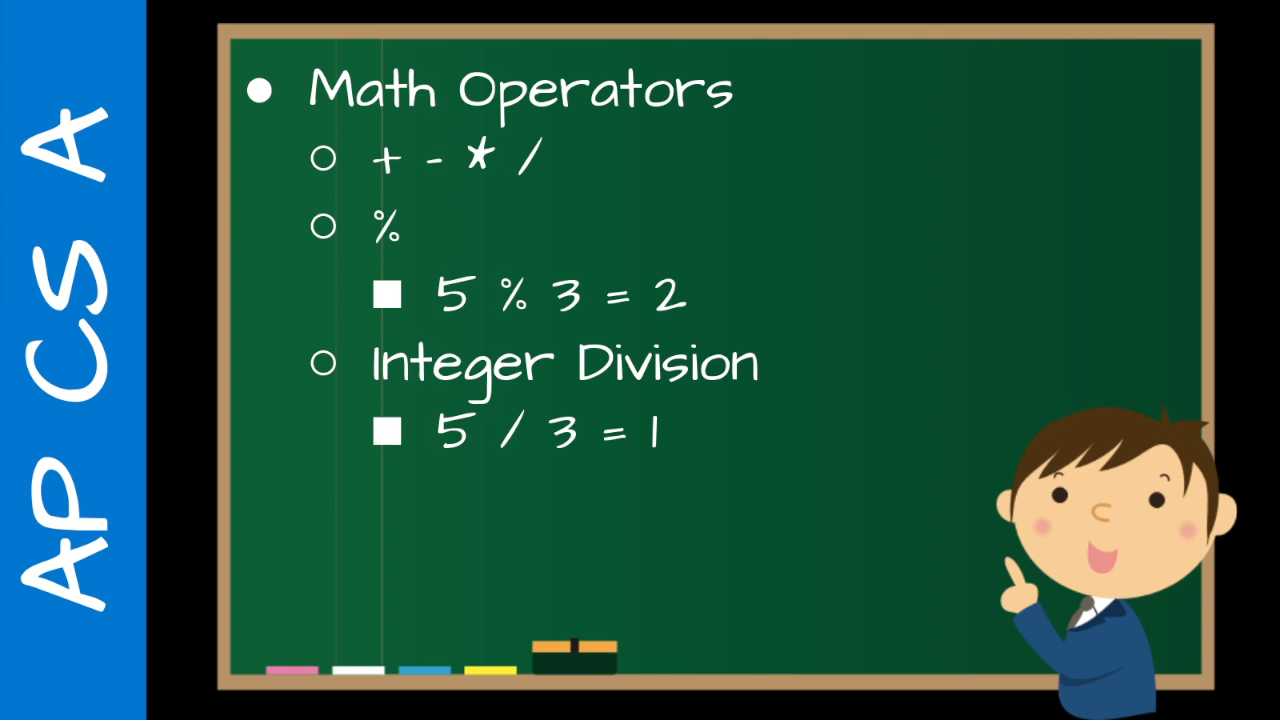 AP CS A
Math Operators
+ - * /
%
5 % 3 = 2
Integer Division
5 / 3 = 1